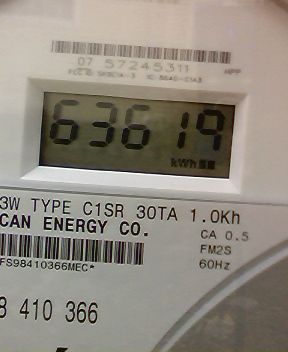 07 57245311
63619
kWh
3W TYPE C1SR 30TA 1.0Kh
CAN ENERGY CO.
CA 0.5
FM2S
FS98410366MEC*
60Hz
8 410 366